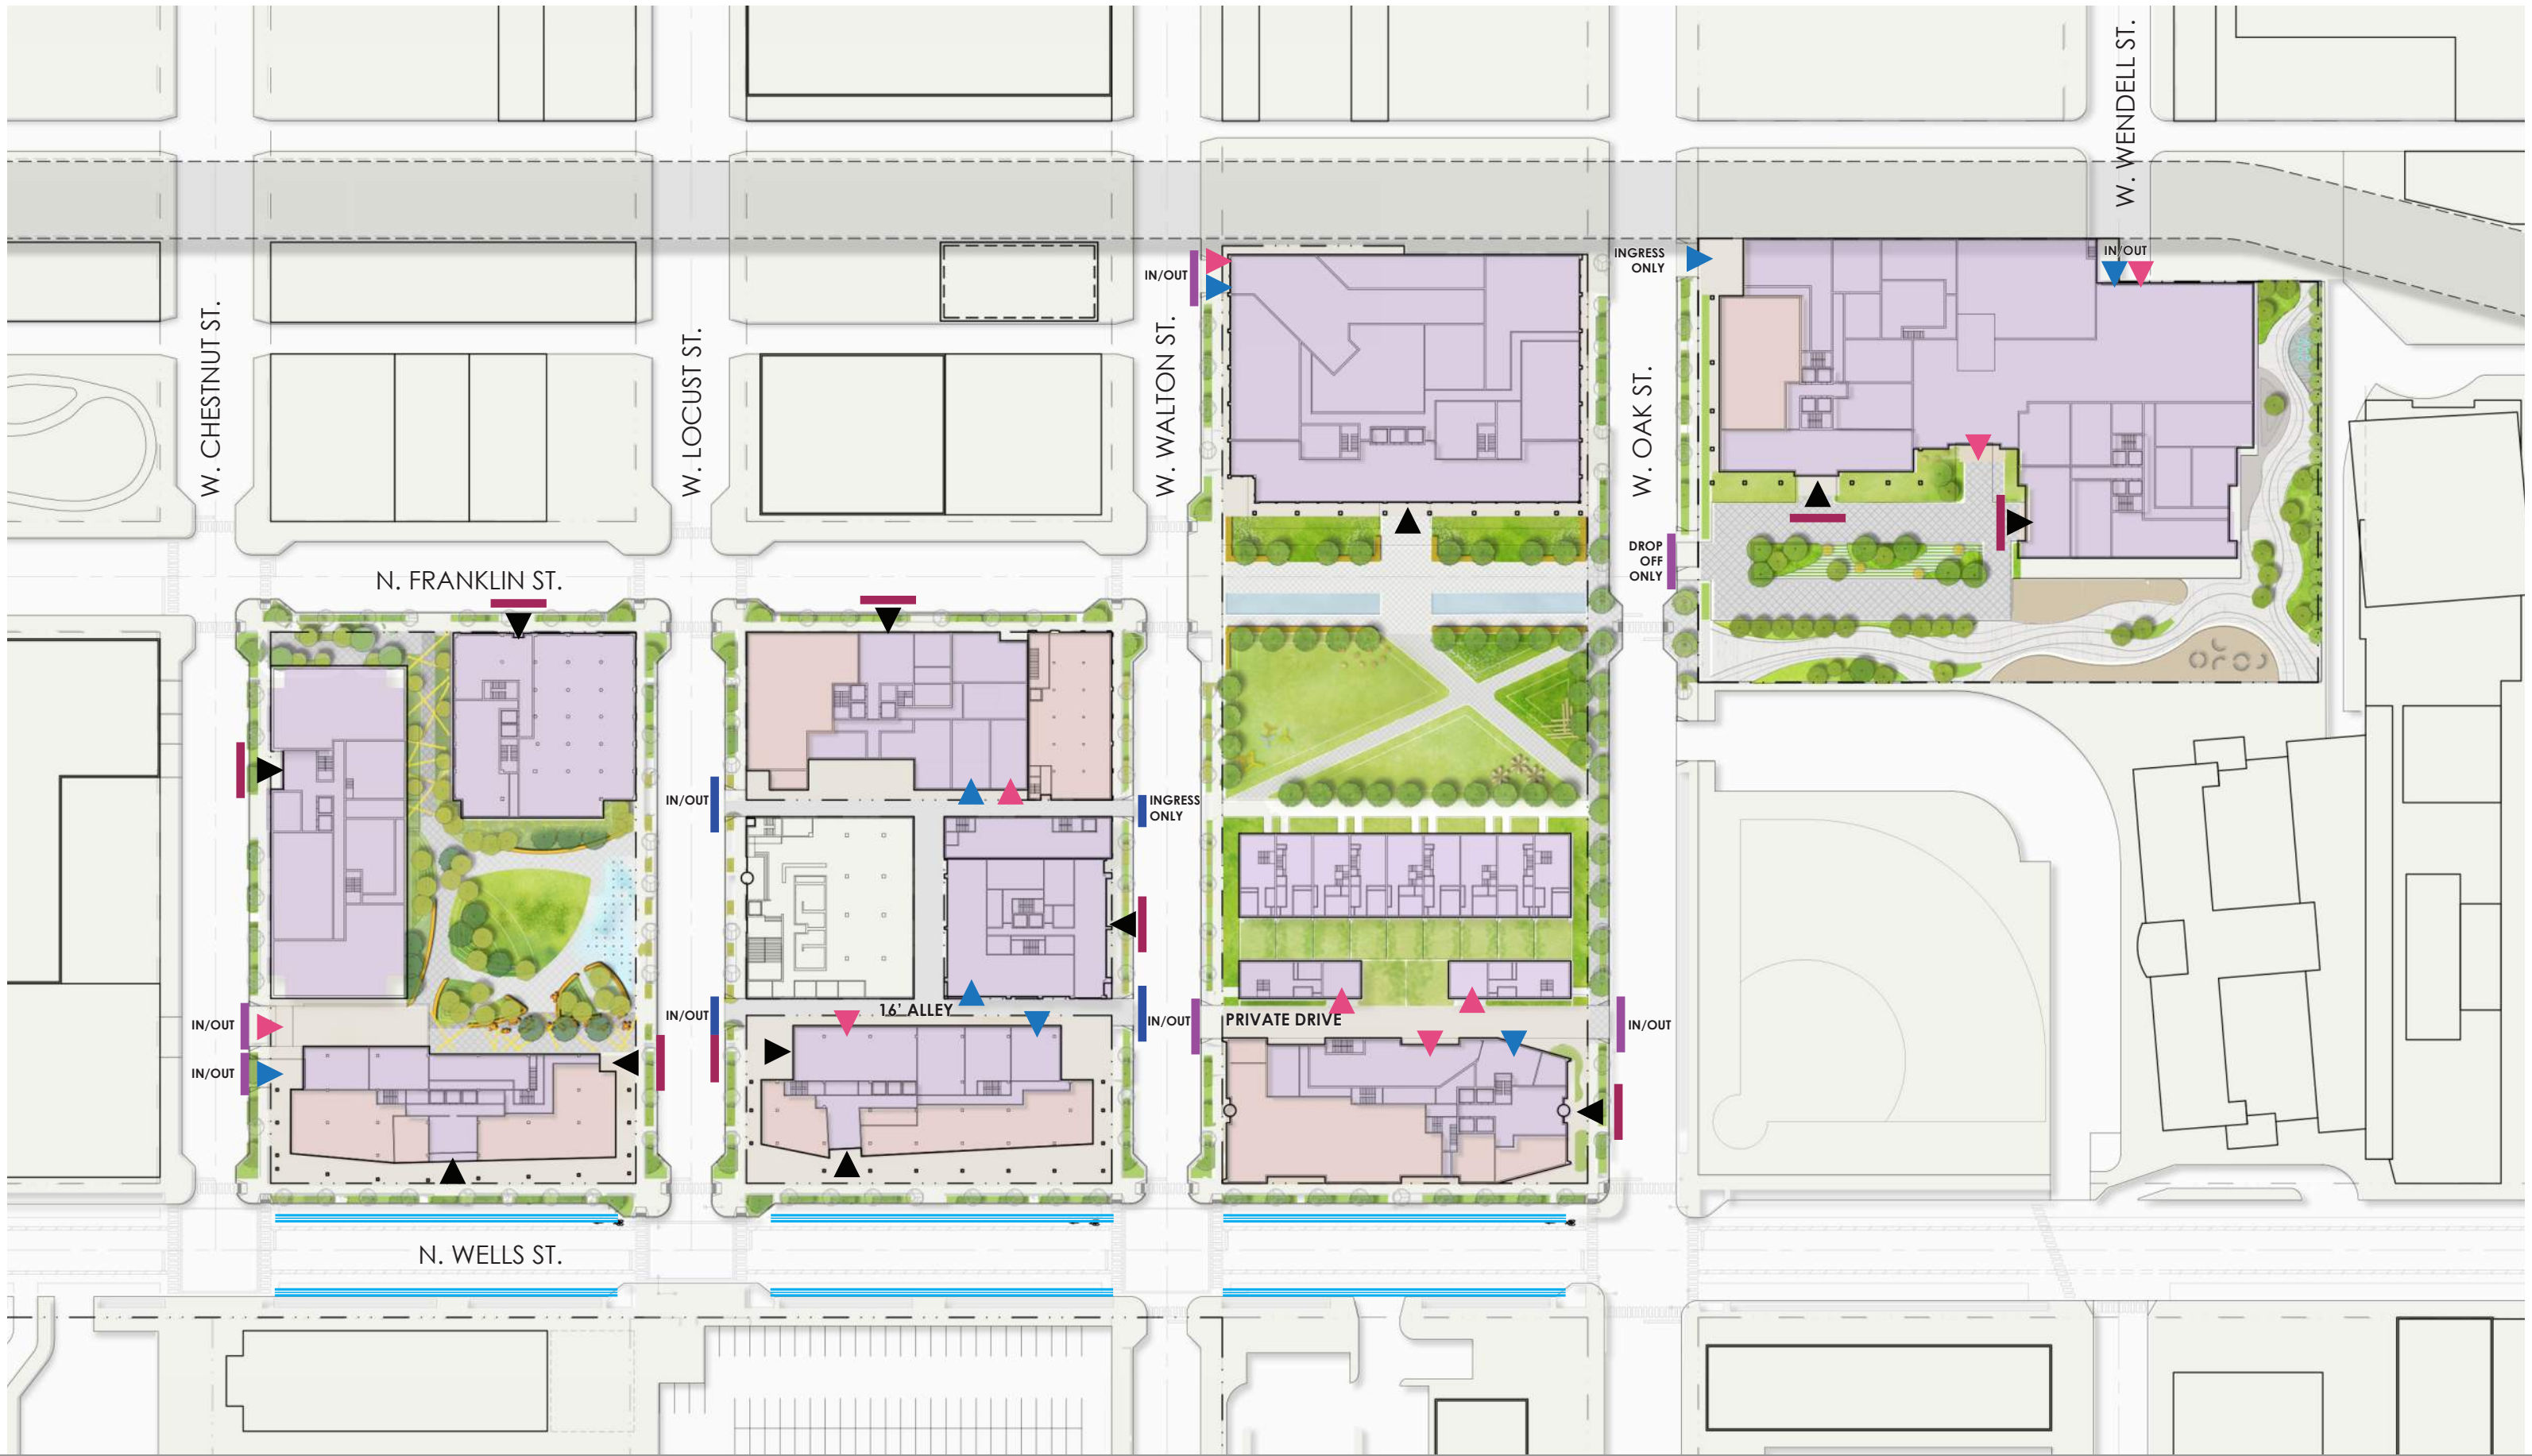 W. WENDELL ST.
INGRESS
ONLY
IN/OUT
IN/OUT
W. CHESTNUT ST.
W. LOCUST ST.
W. WALTON ST.
W. OAK ST.
DROP
OFF
ONLY
N. FRANKLIN ST.
IN/OUT
INGRESS
ONLY
16' ALLEY
IN/OUT
IN/OUT
IN/OUT
PRIVATE DRIVE
IN/OUT
IN/OUT
N. WELLS ST.